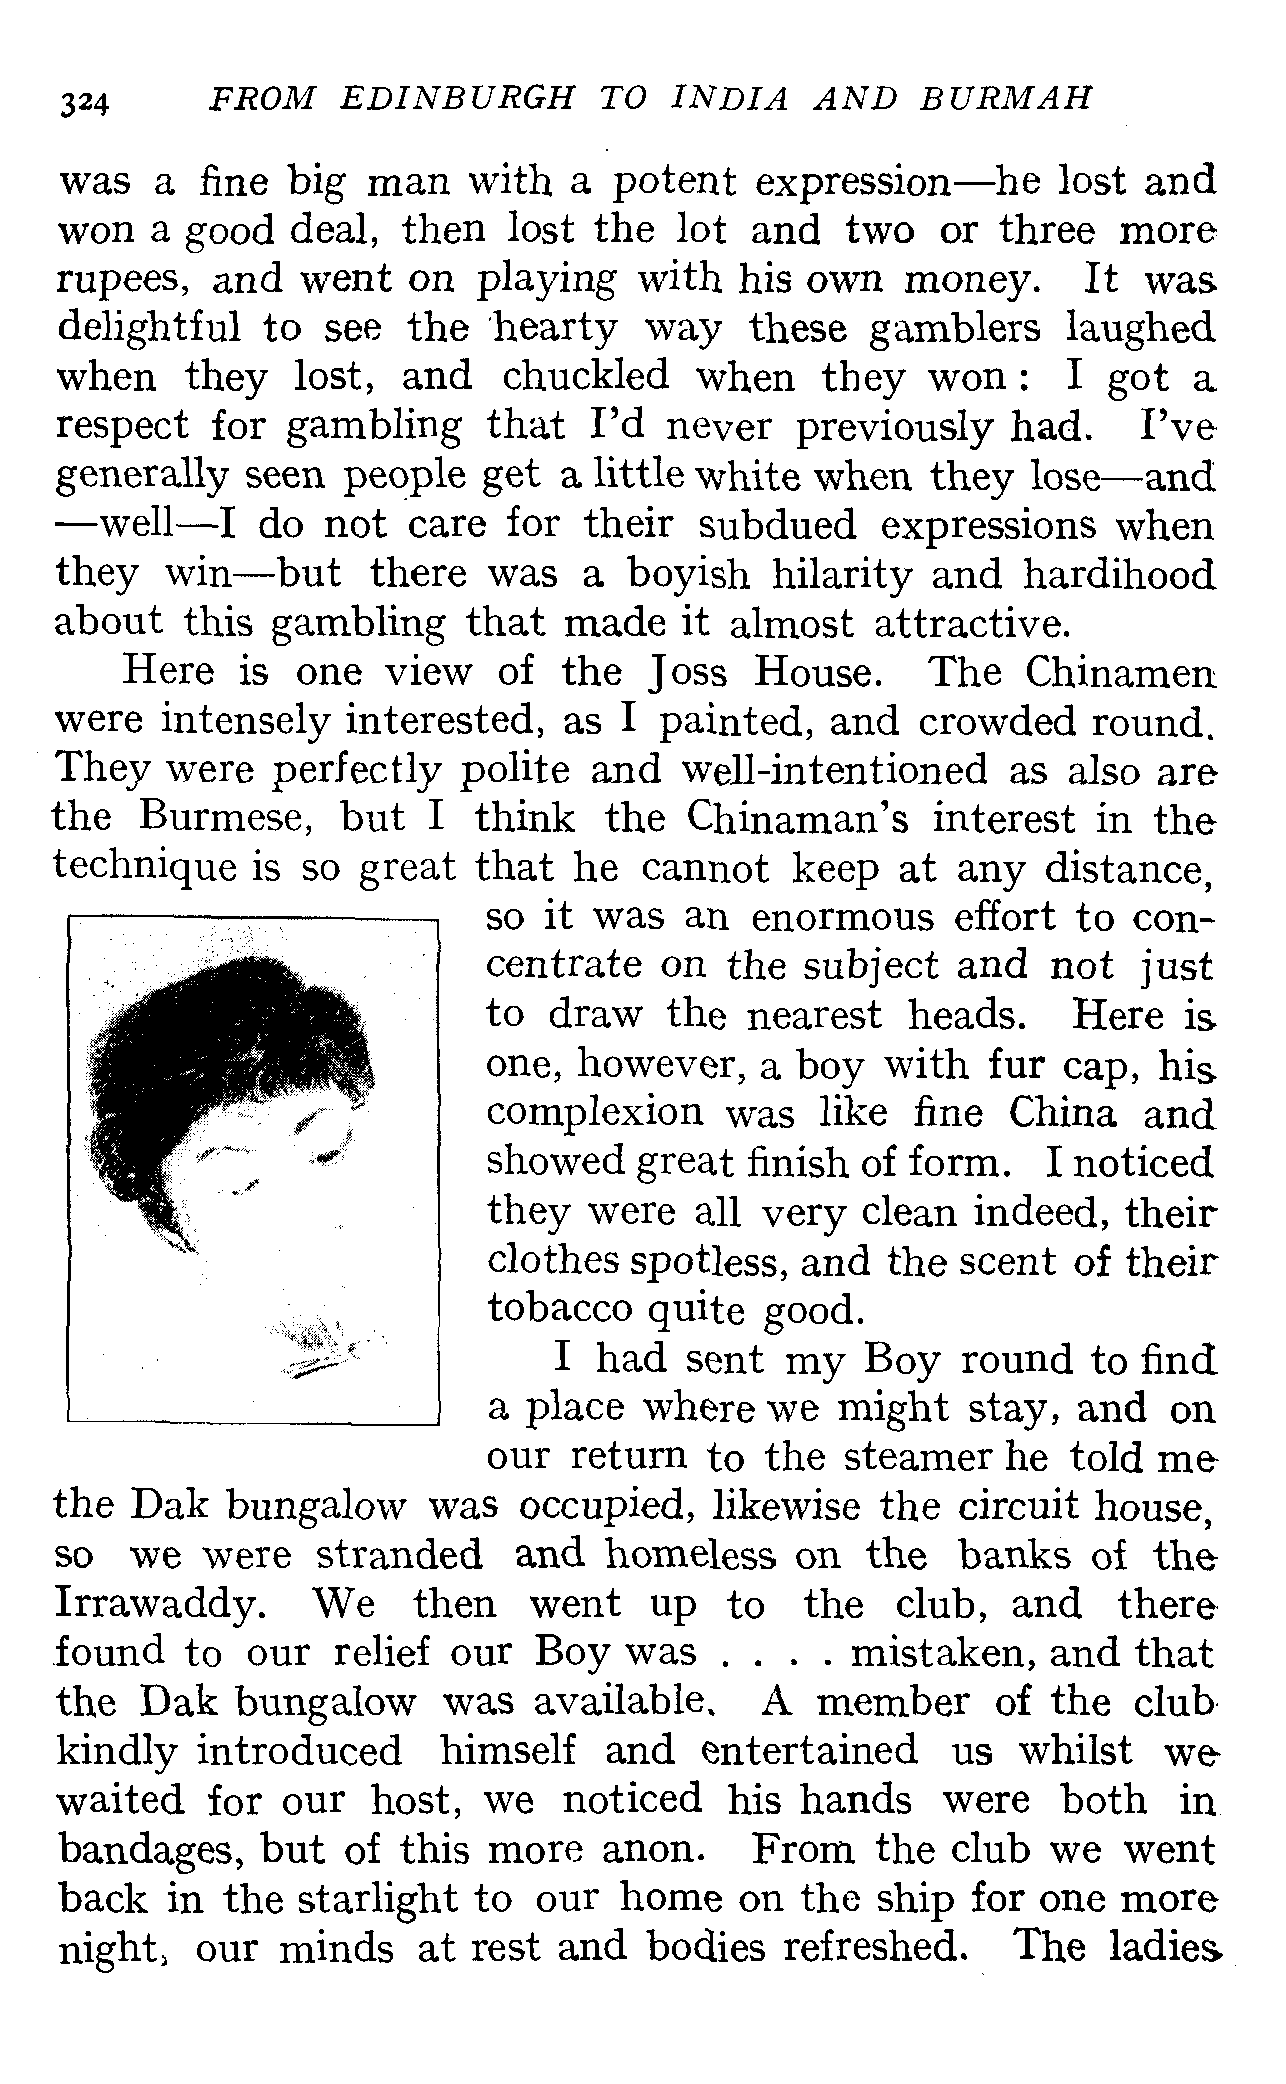 324 FROM EDINBURGH TO INDIA AND BURMAH
was a fine big man with a potent expression—he lost and
won a good deal, then lost the lot and two or three more
rupees, and went on playing with his own money. It was
delightful to see the hearty way these gamblers laughed
when they lost, and chuckled when they won : I got a
respect for gambling that I'd never previously had. I've
generally seen people get a little white when they lose—and
—well—I do not care for their subdued expressions when
they win—but there was a boyish hilarity and hardihood
about this gambling that made it almost attractive.
Here is one view of the Joss House. The Chinamen
were intensely interested, as I painted, and crowded round.
They were perfectly polite and well-intentioned as also are
the Burmese, but I think the Chinaman's interest in the
technique is so great that he cannot keep at any distance,
so it was an enormous effort to con-
centrate on the subject and not just
to draw the nearest heads. Here is
one, however, a boy with fur cap, his
complexion was like fine China and
showed great finish of form. I noticed
they were all very clean indeed, their
clothes spotless, and the scent of their
tobacco quite good.
I had sent my Boy round to find
a place where we might stay, and on
our return to the steamer he told me
the Dak bungalow was occupied, likewise the circuit house,
so we were stranded and homeless on the banks of the
Irrawaddy. We then went up to the club, and there
found to our relief our Boy was . . . . mistaken, and that
the Dak bungalow was available. A member of the club
kindly introduced himself and entertained us whilst we
waited for our host, we noticed his hands were both in
bandages, but of this more anon. From the club we went
back in the starlight to our home on the ship for one more
night, our minds at rest and bodies refreshed. The ladies